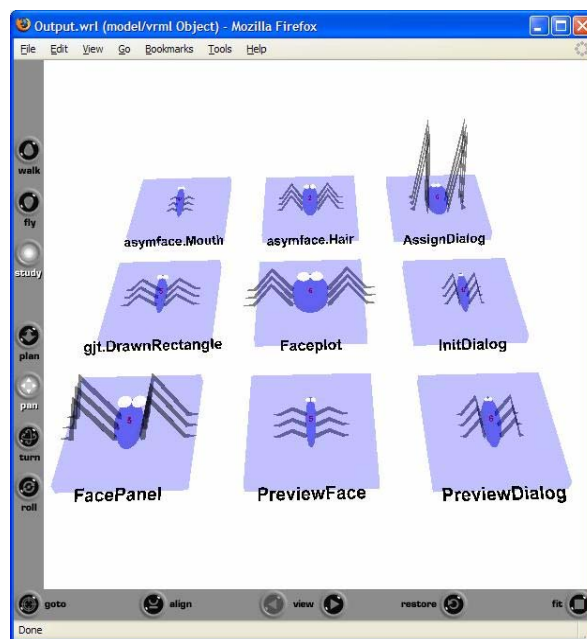 Output.wrl (model/vrml Object) - Mozilla Firefox
File Edit View Go Bookmarks Tools Help
walk
fly
study
plan
pan
turn
roll
asymface.Mouth asymface.Hair AssignDialog
gjt.DrawnRectangle Faceplot InitDialog
FacePanel PreviewFace PreviewDialog
goto align view restore fit
Done